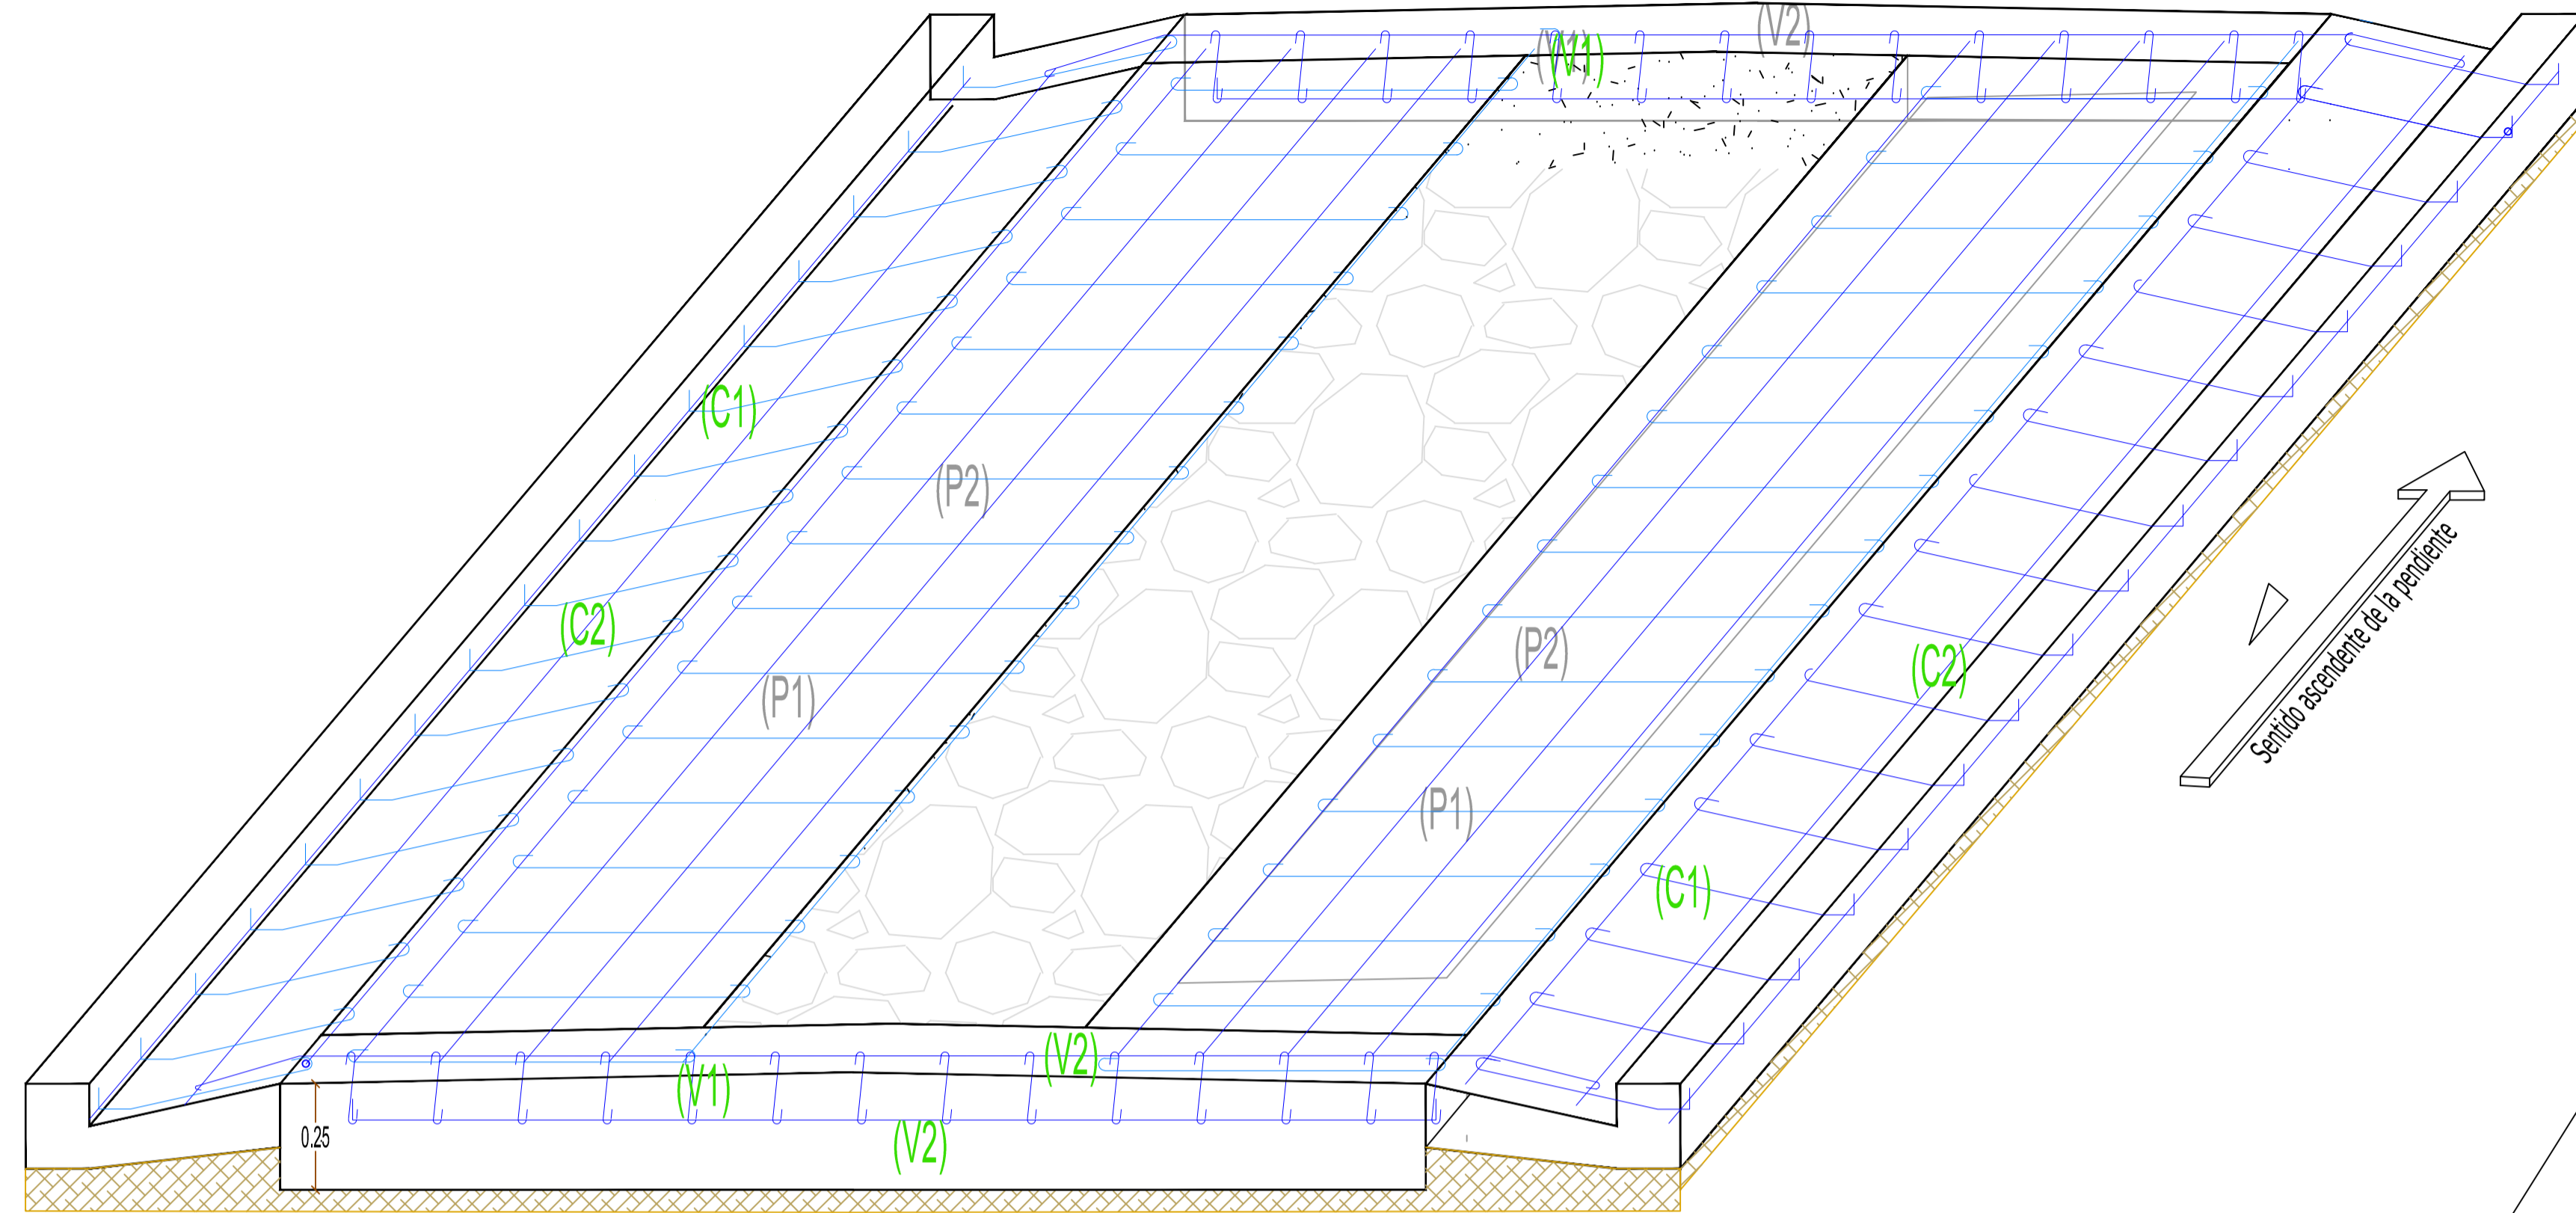 (V2)
(V1)
(V1)
(C1)
(P2)
(C2)
(P2)
(C2)
(P1)
Sentido ascendente de la pendiente
(P1)
(C1)
(V2)
(V1)
0.25
(V2)